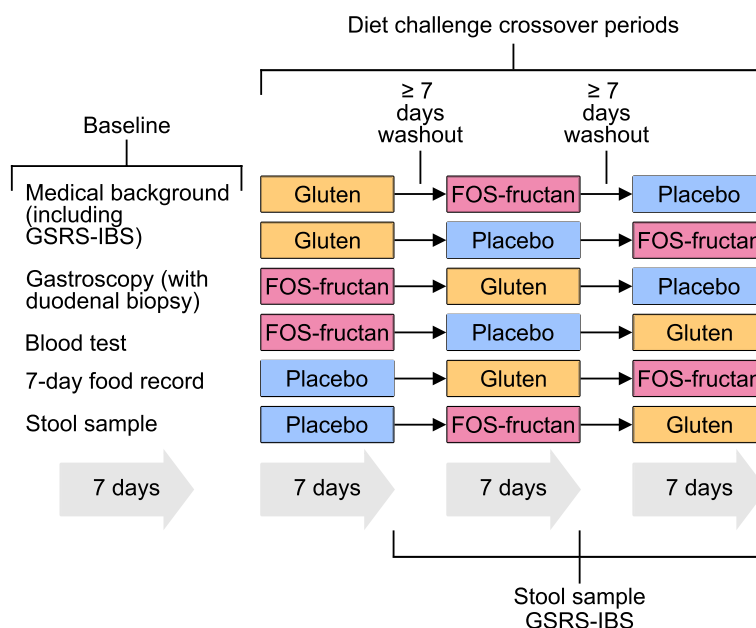 Diet challenge crossover periods
≥ 7
days
washout
≥ 7
days
washout
Baseline
Medical background
(including
GSRS-IBS)
Gastroscopy (with
duodenal biopsy)
Blood test
7-day food record
Stool sample
Gluten
FOS-fructan
Placebo
Gluten
Placebo
FOS-fructan
FOS-fructan
Gluten
Placebo
FOS-fructan
Placebo
Gluten
Placebo
Gluten
FOS-fructan
Placebo
FOS-fructan
Gluten
7 days
7 days
7 days
7 days
Stool sample
GSRS-IBS